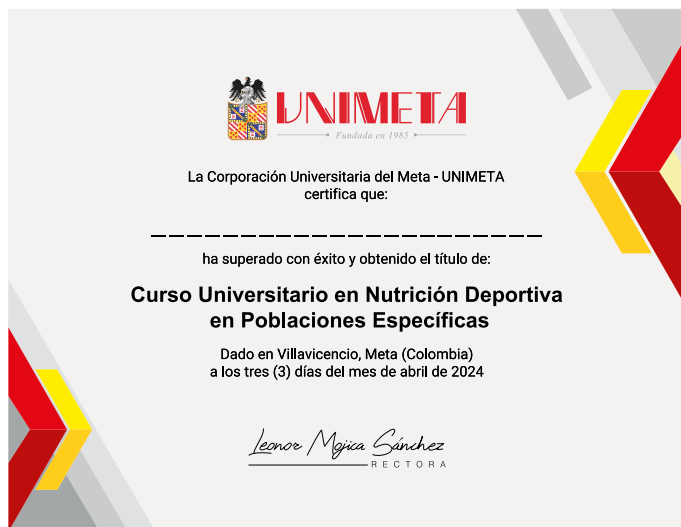 UNIMETA
Fundada en 1985
La Corporación Universitaria del Meta - UNIMETA
certifica que:
ha superado con éxito y obtenido el título de:
Curso Universitario en Nutrición Deportiva
en Poblaciones Específicas
Dado en Villavicencio, Meta (Colombia)
a los tres (3) días del mes de abril de 2024
Leonor Mojica Sánchez
RECTORA